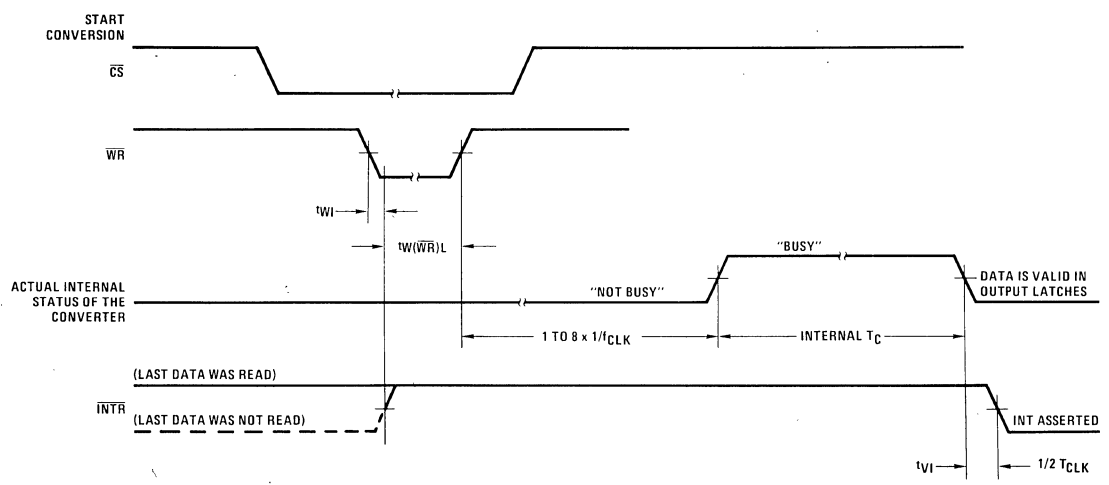 START
CONVERSION
CS
WR
tWI
tW(WR)L
"BUSY"
ACTUAL INTERNAL
STATUS OF THE
CONVERTER
"NOT BUSY"
DATA IS VALID IN
OUTPUT LATCHES
1 TO 8 x 1/fCLK
INTERNAL TC
(LAST DATA WAS READ)
INTR
(LAST DATA WAS NOT READ)
INT ASSERTED
tVI
1/2 TCLK